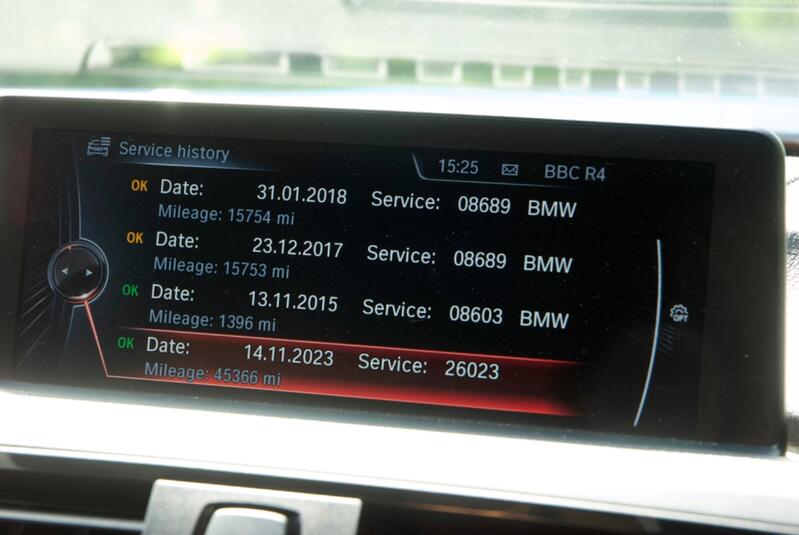 Service history 15:25 BBC R4
OK Date: 31.01.2018 Service: 08689 BMW
Mileage: 15754 mi
OK Date: 23.12.2017 Service: 08689 BMW
Mileage: 15753 mi
OK Date: 13.11.2015 Service: 08603 BMW
Mileage: 1396 mi
OK Date: 14.11.2023 Service: 26023
Mileage: 45366 mi
OPT